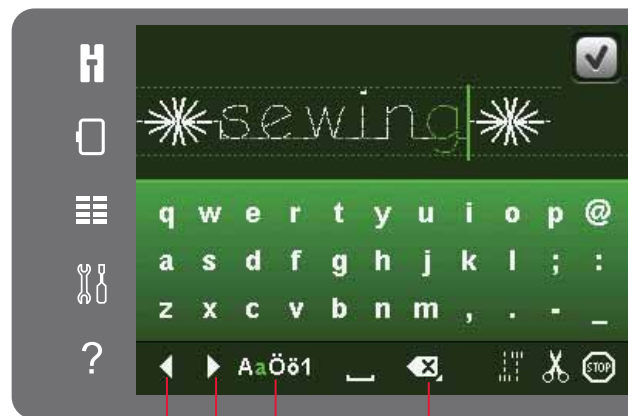 sewing
q w e r t y u i o p @
a s d f g h j k l ; :
z x c v b n m , . - _
?
AaÖö1
STOP